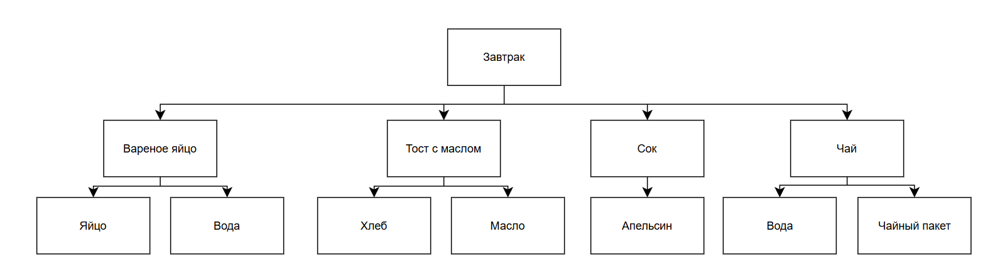 Завтрак
Вареное яйцо
Тост с маслом
Сок
Чай
Яйцо
Вода
Хлеб
Масло
Апельсин
Вода
Чайный пакет